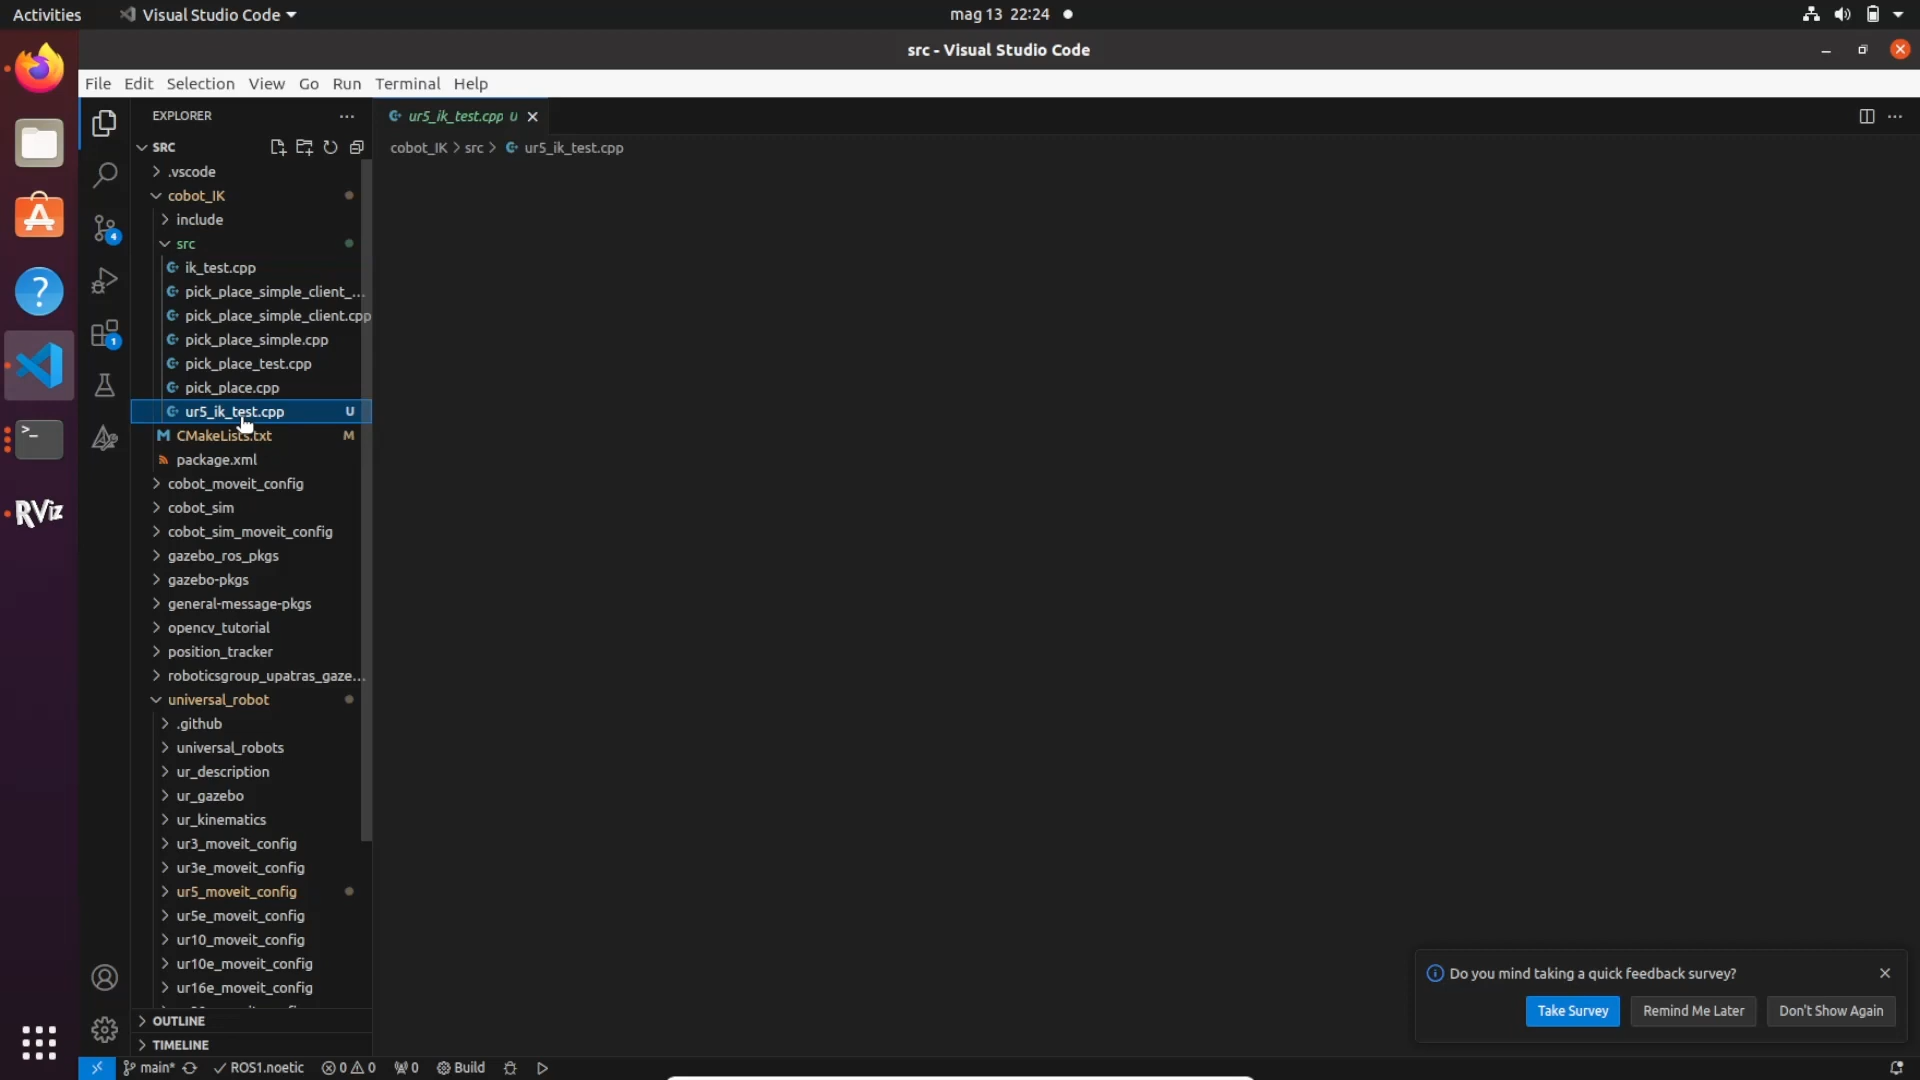 Activities
Visual Studio Code
mag 13 22:24
src - Visual Studio Code
File Edit Selection View Go Run Terminal Help
EXPLORER
ur5_ik_test.cpp U
SRC
cobot_IK > src > ur5_ik_test.cpp
.vscode
cobot_IK
include
src
ik_test.cpp
pick_place_simple_client_...
pick_place_simple_client.cpp
pick_place_simple.cpp
pick_place_test.cpp
pick_place.cpp
ur5_ik_test.cpp U
CMakeLists.txt M
package.xml
cobot_moveit_config
cobot_sim
cobot_sim_moveit_config
gazebo_ros_pkgs
gazebo-pkgs
general-message-pkgs
opencv_tutorial
position_tracker
roboticsgroup_upatras_gaze...
universal_robot
.github
universal_robots
ur_description
ur_gazebo
ur_kinematics
ur3_moveit_config
ur3e_moveit_config
ur5_moveit_config
ur5e_moveit_config
ur10_moveit_config
ur10e_moveit_config
ur16e_moveit_config
OUTLINE
TIMELINE
4
1
RViz
Do you mind taking a quick feedback survey?
Take Survey
Remind Me Later
Don't Show Again
main* ROS1.noetic 0 0 0 Build